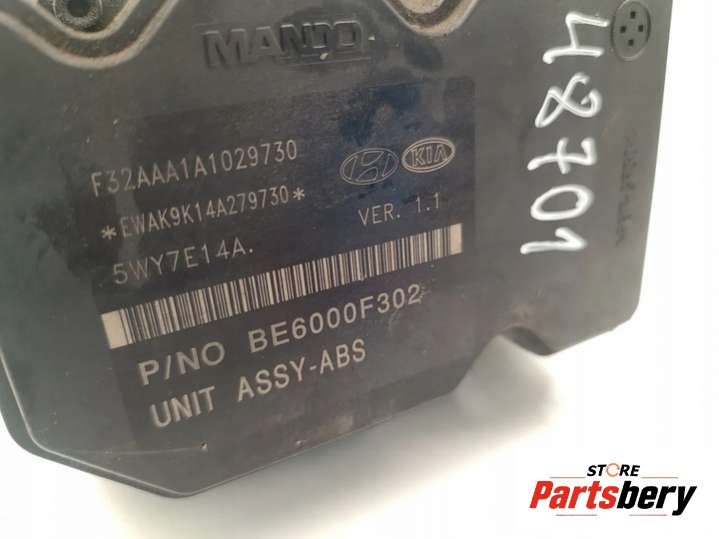 MANDO
F32AAA1A1029730
KIA
*EWAK9K14A279730*
VER. 1.1
5WY7E14A.
P/NO BE6000F302
UNIT ASSY-ABS
48701
STORE
Partsbery